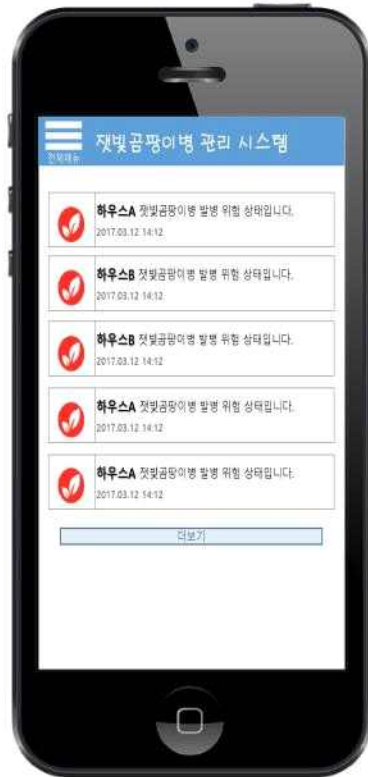 잿빛곰팡이병 관리 시스템
전체메뉴
하우스A 잿빛곰팡이병 발병 위험 상태입니다.
2017.03.12 14:12
하우스B 잿빛곰팡이병 발병 위험 상태입니다.
2017.03.12 14:12
하우스B 잿빛곰팡이병 발병 위험 상태입니다.
2017.03.12 14:12
하우스A 잿빛곰팡이병 발병 위험 상태입니다.
2017.03.12 14:12
하우스A 잿빛곰팡이병 발병 위험 상태입니다.
2017.03.12 14:12
더보기